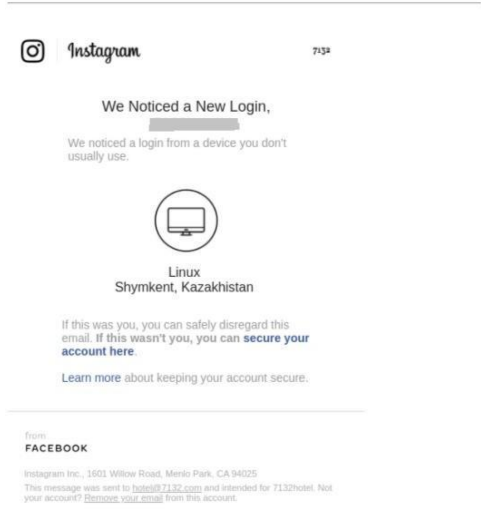 Instagram
7132
We Noticed a New Login,
We noticed a login from a device you don't
usually use.
Linux
Shymkent, Kazakhstan
If this was you, you can safely disregard this
email. If this wasn't you, you can secure your
account here.
Learn more about keeping your account secure.
from
FACEBOOK
Instagram Inc., 1601 Willow Road, Menlo Park, CA 94025
This message was sent to hotel@7132.com and intended for 7132hotel. Not
your account? Remove your email from this account.